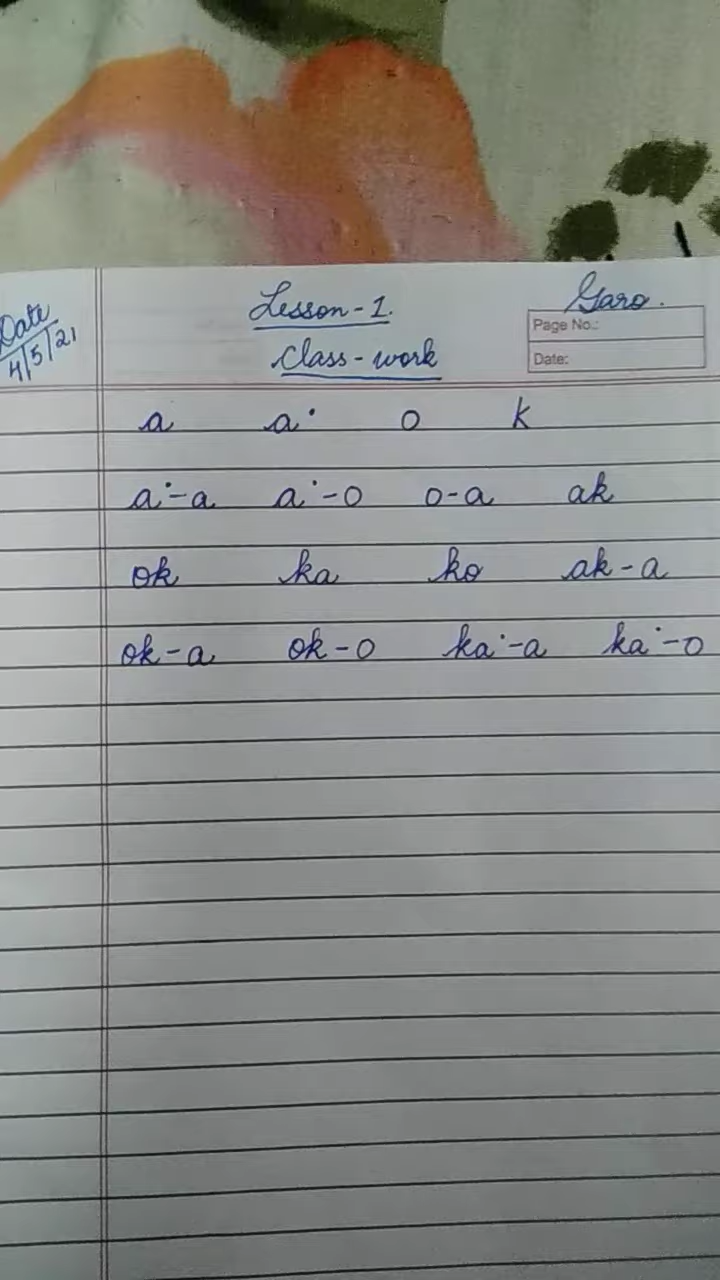 Lesson-1.
Garo.
Date
4/5/21
Page No.:
Class-work
Date:
a a· o k
a·-a a·-o o-a ak
ok ka ko ak-a
ok-a ok-o ka·-a ka·-o